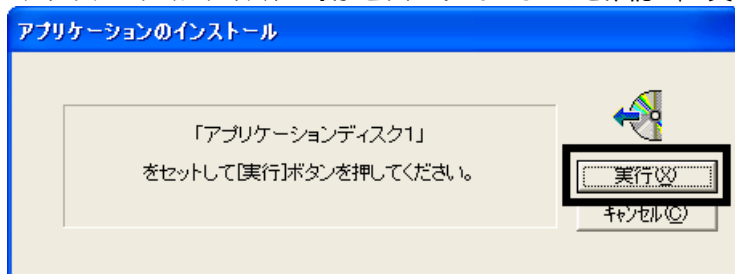 アプリケーションのインストール
「アプリケーションディスク1」
をセットして[実行]ボタンを押してください。
実行(X)
キャンセル(C)